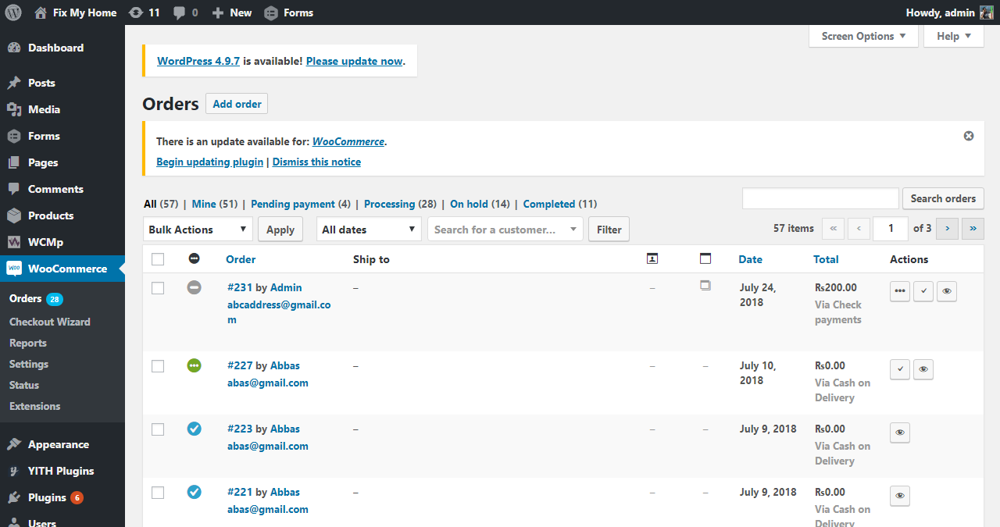 Fix My Home 11 0 New Forms Howdy, admin
Screen Options ▼ Help ▼
Dashboard
Posts
Media
Forms
Pages
Comments
Products
WCMp
WooCommerce
Orders 28
Checkout Wizard
Reports
Settings
Status
Extensions
Appearance
YITH Plugins
Plugins 6
Users
WordPress 4.9.7 is available! Please update now.
Orders Add order
There is an update available for: WooCommerce.
Begin updating plugin | Dismiss this notice
All (57) | Mine (51) | Pending payment (4) | Processing (28) | On hold (14) | Completed (11)
Search orders
Bulk Actions ▼ Apply All dates ▼ Search for a customer... Filter 57 items « ‹ 1 of 3 › »
Order Ship to Date Total Actions
#231 by Admin – – July 24, ₨200.00
abcaddress@gmail.co 2018 Via Check
m payments
#227 by Abbas – – – July 10, ₨0.00
abas@gmail.com 2018 Via Cash on
Delivery
#223 by Abbas – – – July 9, 2018 ₨0.00
abas@gmail.com Via Cash on
Delivery
#221 by Abbas – – – July 9, 2018 ₨0.00
abas@gmail.com Via Cash on
Delivery